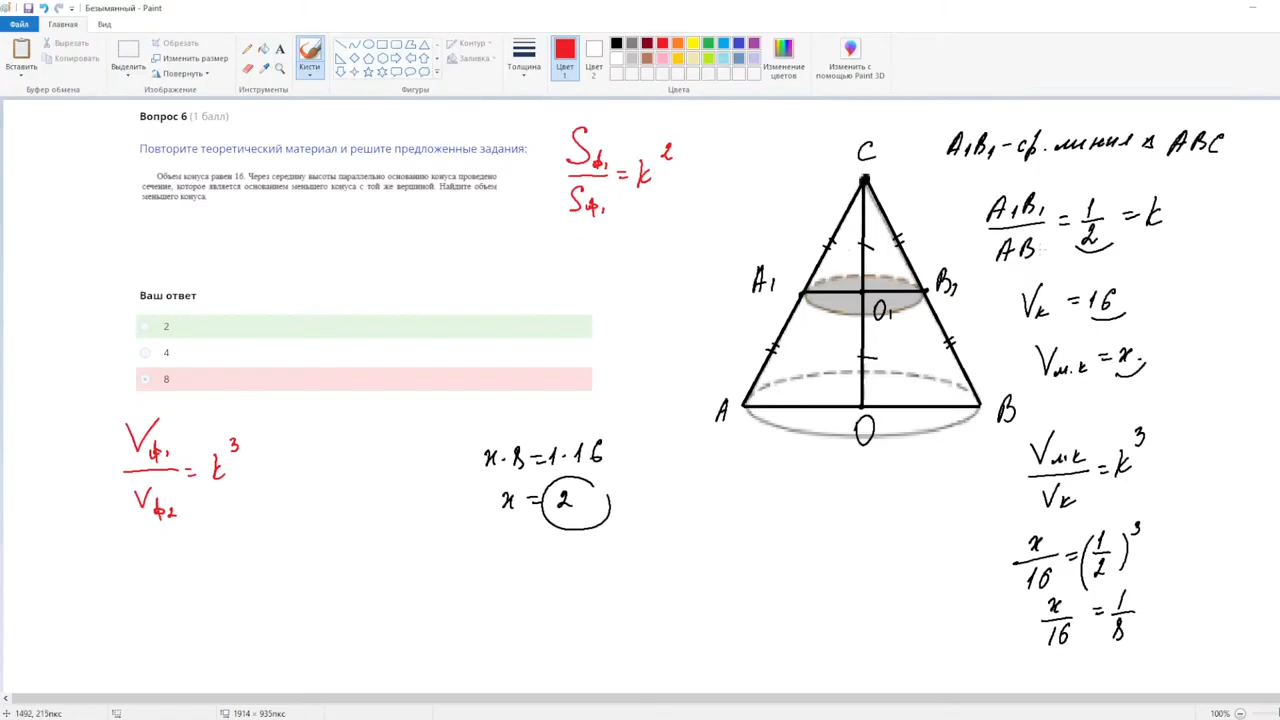 Безымянный - Paint
Файл
Главная
Вид
Вставить
Вырезать
Копировать
Буфер обмена
Выделить
Обрезать
Изменить размер
Повернуть
Изображение
A
Инструменты
Кисти
Контур
Заливка
Фигуры
Толщина
Цвет 1
Цвет 2
Изменение цветов
Цвета
Изменить с помощью Paint 3D
Вопрос 6 (1 балл)
Повторите теоретический материал и решите предложенные задания:
Объем конуса равен 16. Через середину высоты параллельно основанию конуса проведено
сечение, которое является основанием меньшего конуса с той же вершиной. Найдите объем
меньшего конуса.
Sф₁/Sф₁ = k²
Ваш ответ
2
4
8
Vф₁/Vф₂ = k³
x·8=1·16
x = 2
C
A₁
B₁
O₁
A
O
B
A₁B₁-ср.линия Δ ABC
A₁B₁/AB = 1/2 = k
Vк = 16
Vм.к = x.
Vм.к/Vк = k³
x/16 = (1/2)³
x/16 = 1/8
1492, 215пкс
1914 × 935пкс
100%